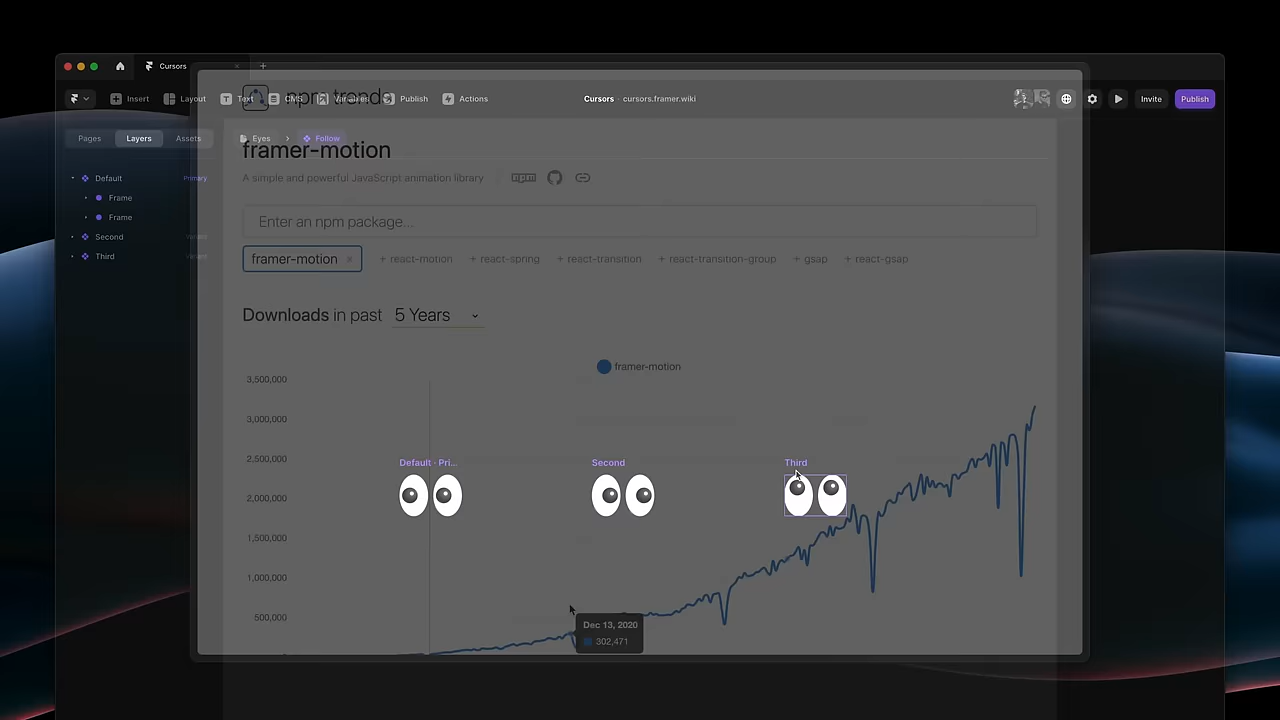 Cursors
Insert
Layout
Text
CMS
Variables
Publish
Actions
Cursors · cursors.framer.wiki
Invite
Publish
npm trends
Pages
Layers
Assets
Eyes
Follow
framer-motion
Default
Primary
Frame
Frame
Second
Variant
Third
Variant
A simple and powerful JavaScript animation library
npm
Enter an npm package...
framer-motion ×
+ react-motion
+ react-spring
+ react-transition
+ react-transition-group
+ gsap
+ react-gsap
Downloads in past 5 Years
framer-motion
3,500,000
3,000,000
2,500,000
2,000,000
1,500,000
1,000,000
500,000
Default · Pri...
Second
Third
Dec 13, 2020
302,471